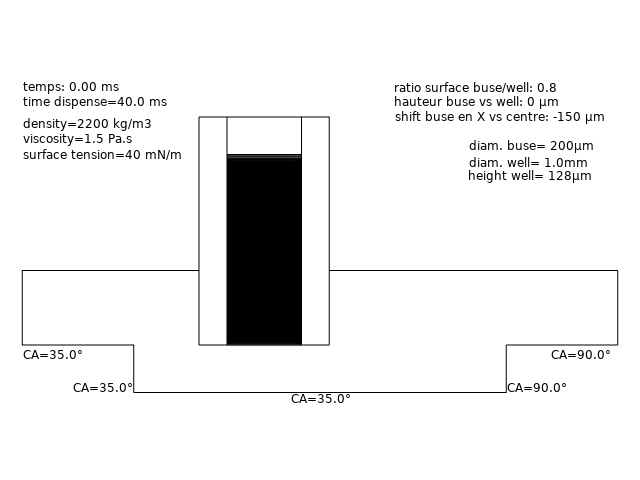 temps: 0.00 ms
time dispense=40.0 ms
density=2200 kg/m3
viscosity=1.5 Pa.s
surface tension=40 mN/m
ratio surface buse/well: 0.8
hauteur buse vs well: 0 µm
shift buse en X vs centre: -150 µm
diam. buse= 200µm
diam. well= 1.0mm
height well= 128µm
CA=35.0°
CA=90.0°
CA=35.0°
CA=90.0°
CA=35.0°